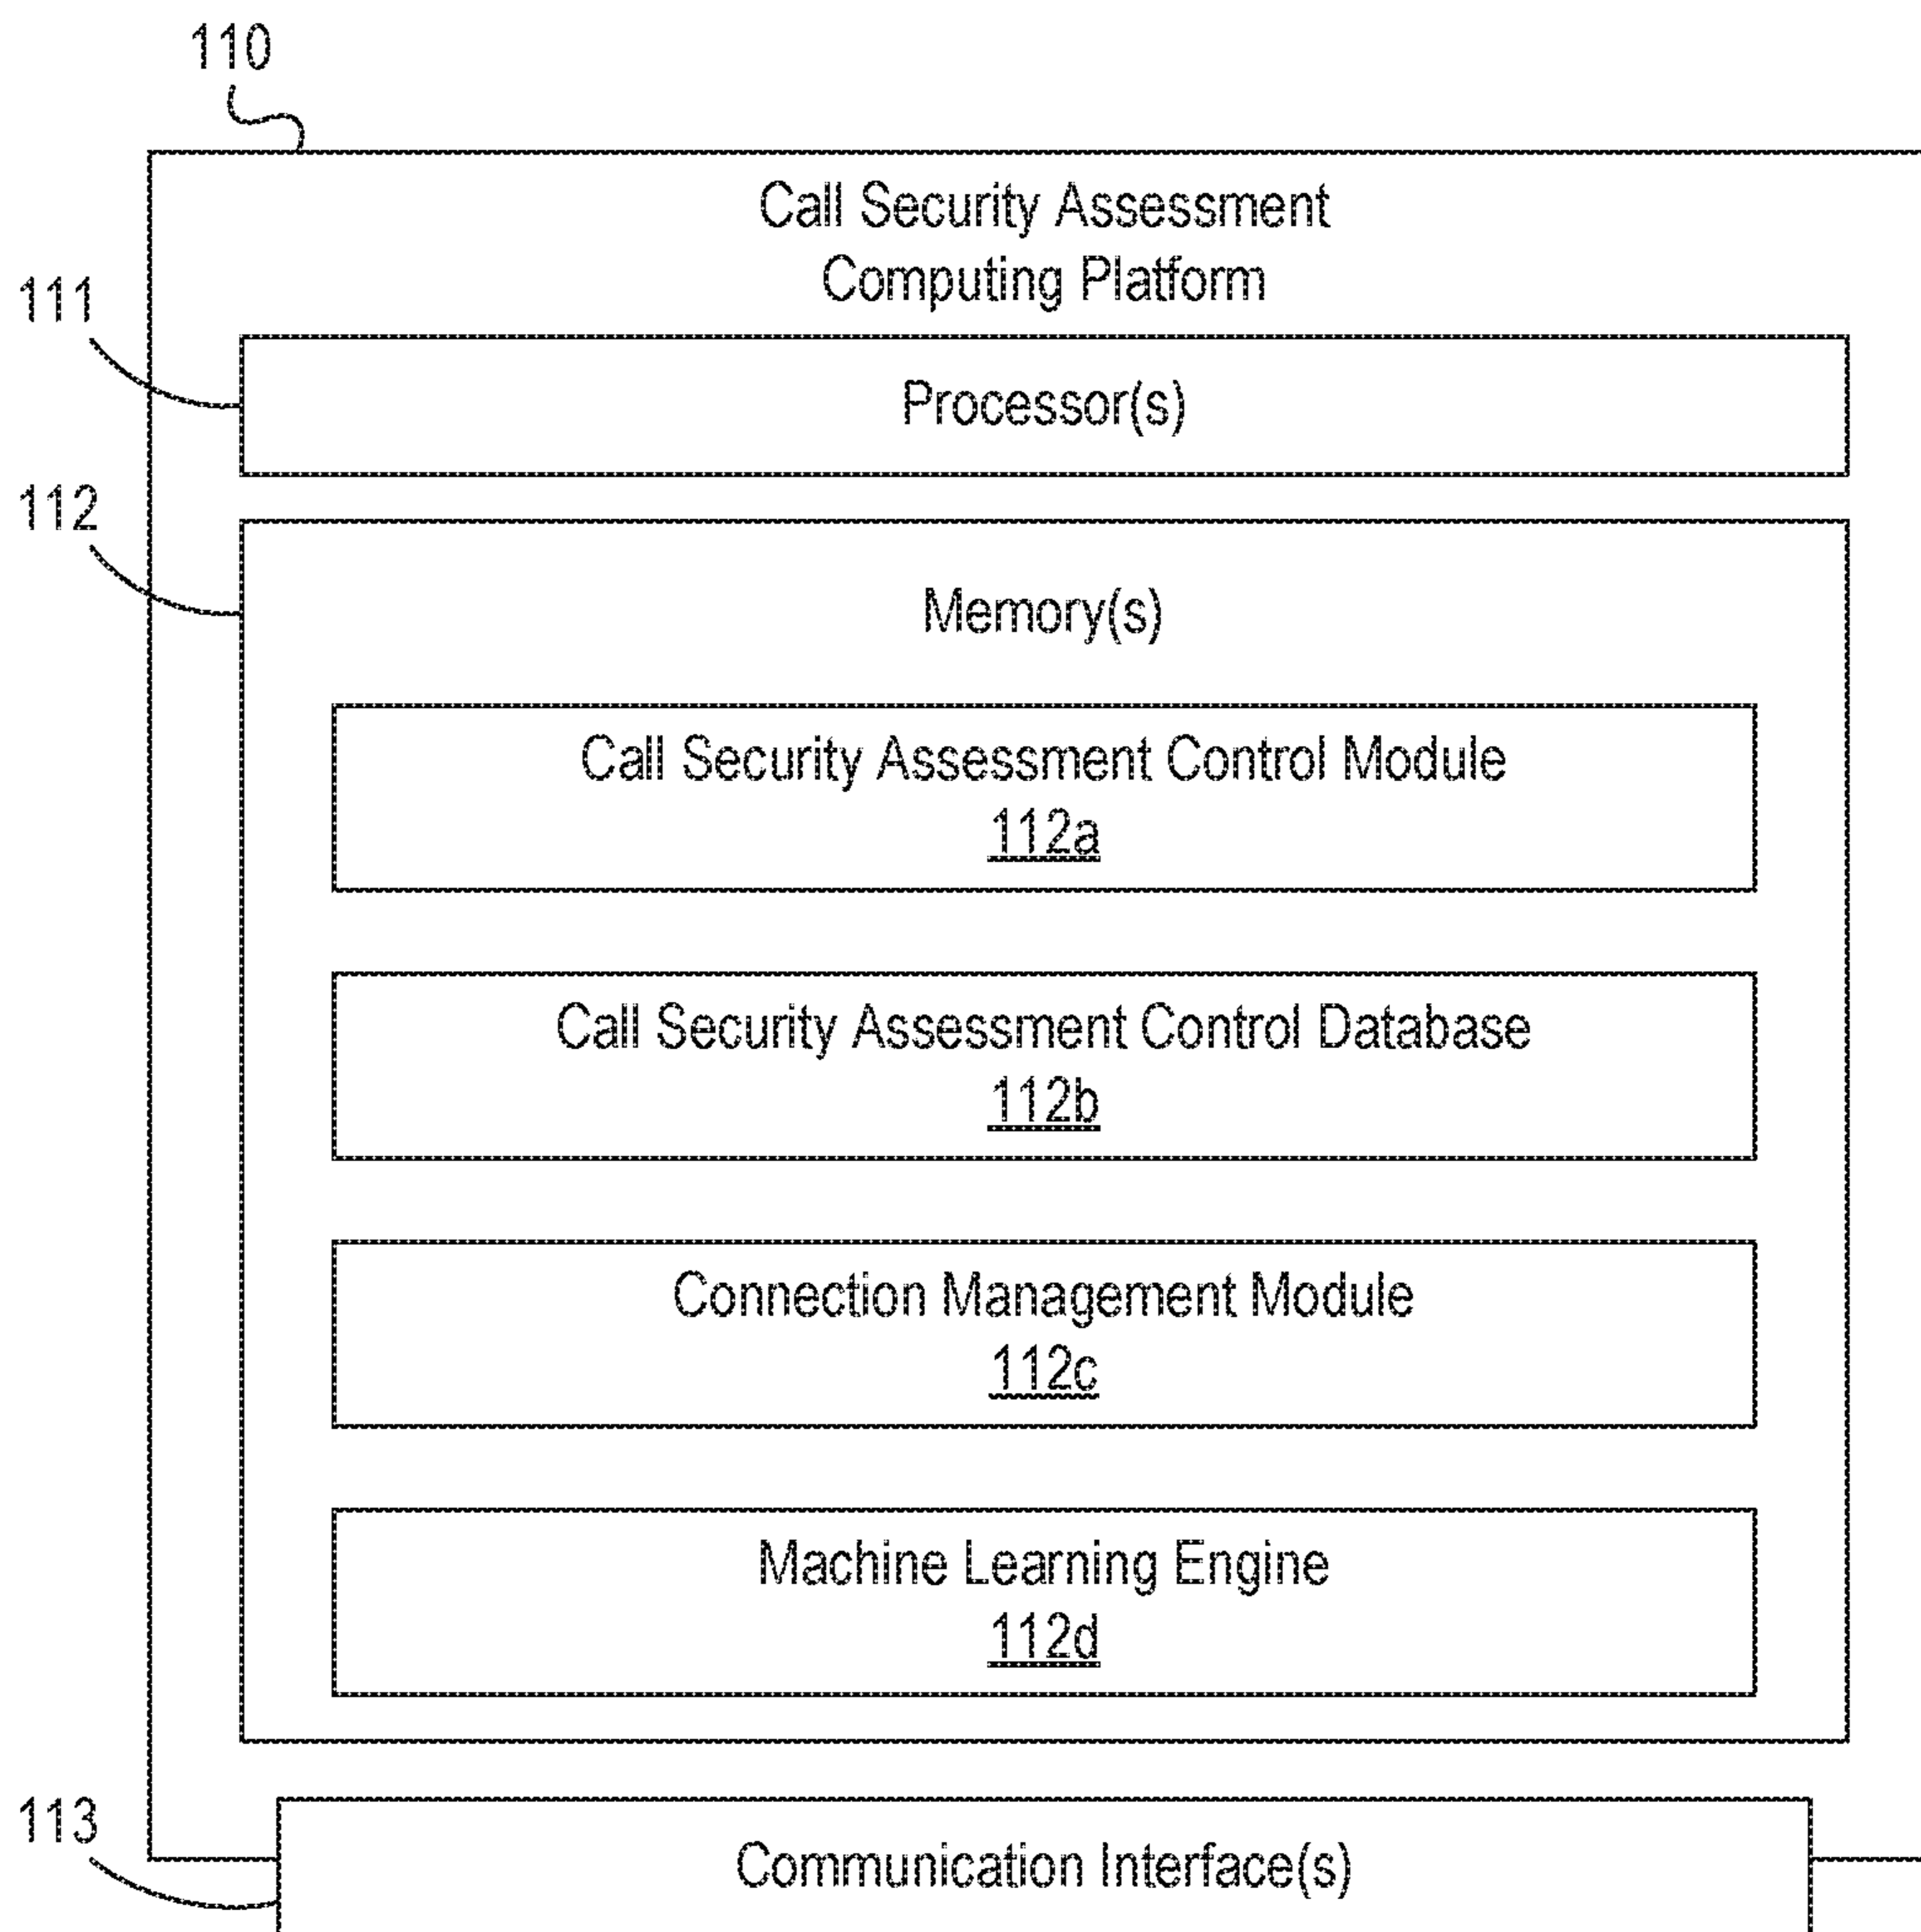 110
Call Security Assessment
Computing Platform
111
Processor(s)
112
Memory(s)
Call Security Assessment Control Module
112a
Call Security Assessment Control Database
112b
Connection Management Module
112c
Machine Learning Engine
112d
113
Communication Interface(s)